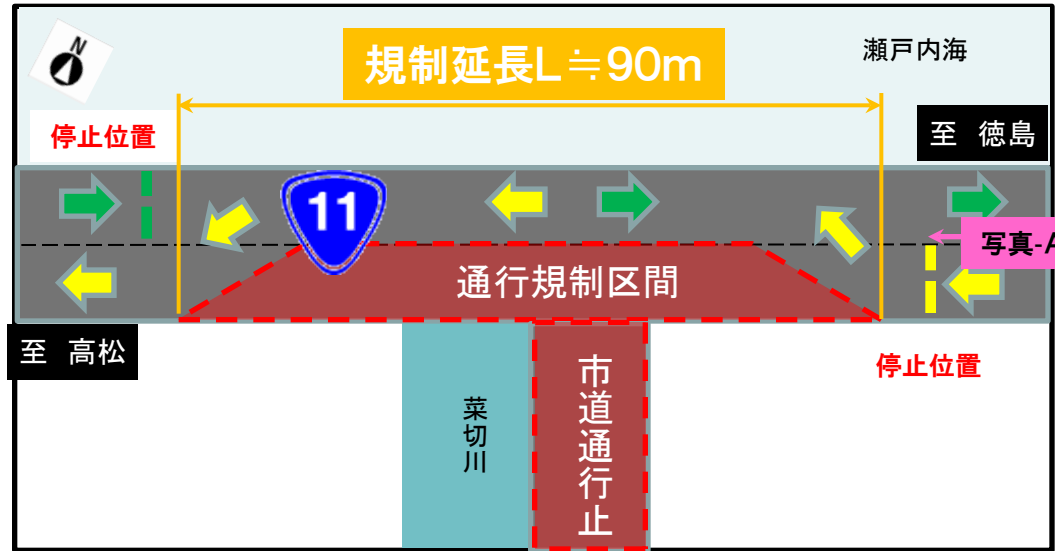 N
規制延長L≒90m
瀬戸内海
停止位置
至 徳島
11
写真-A
通行規制区間
至 高松
停止位置
菜切川
市道通行止